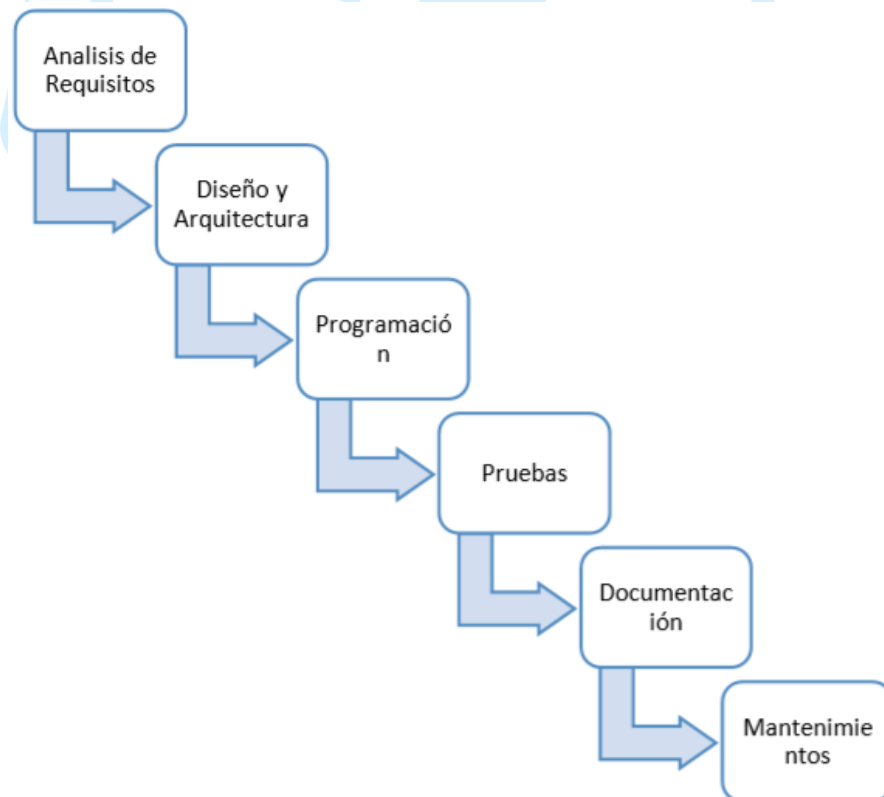 Analisis de
Requisitos
Diseño y
Arquitectura
Programació
n
Pruebas
Documentac
ión
Mantenimie
ntos